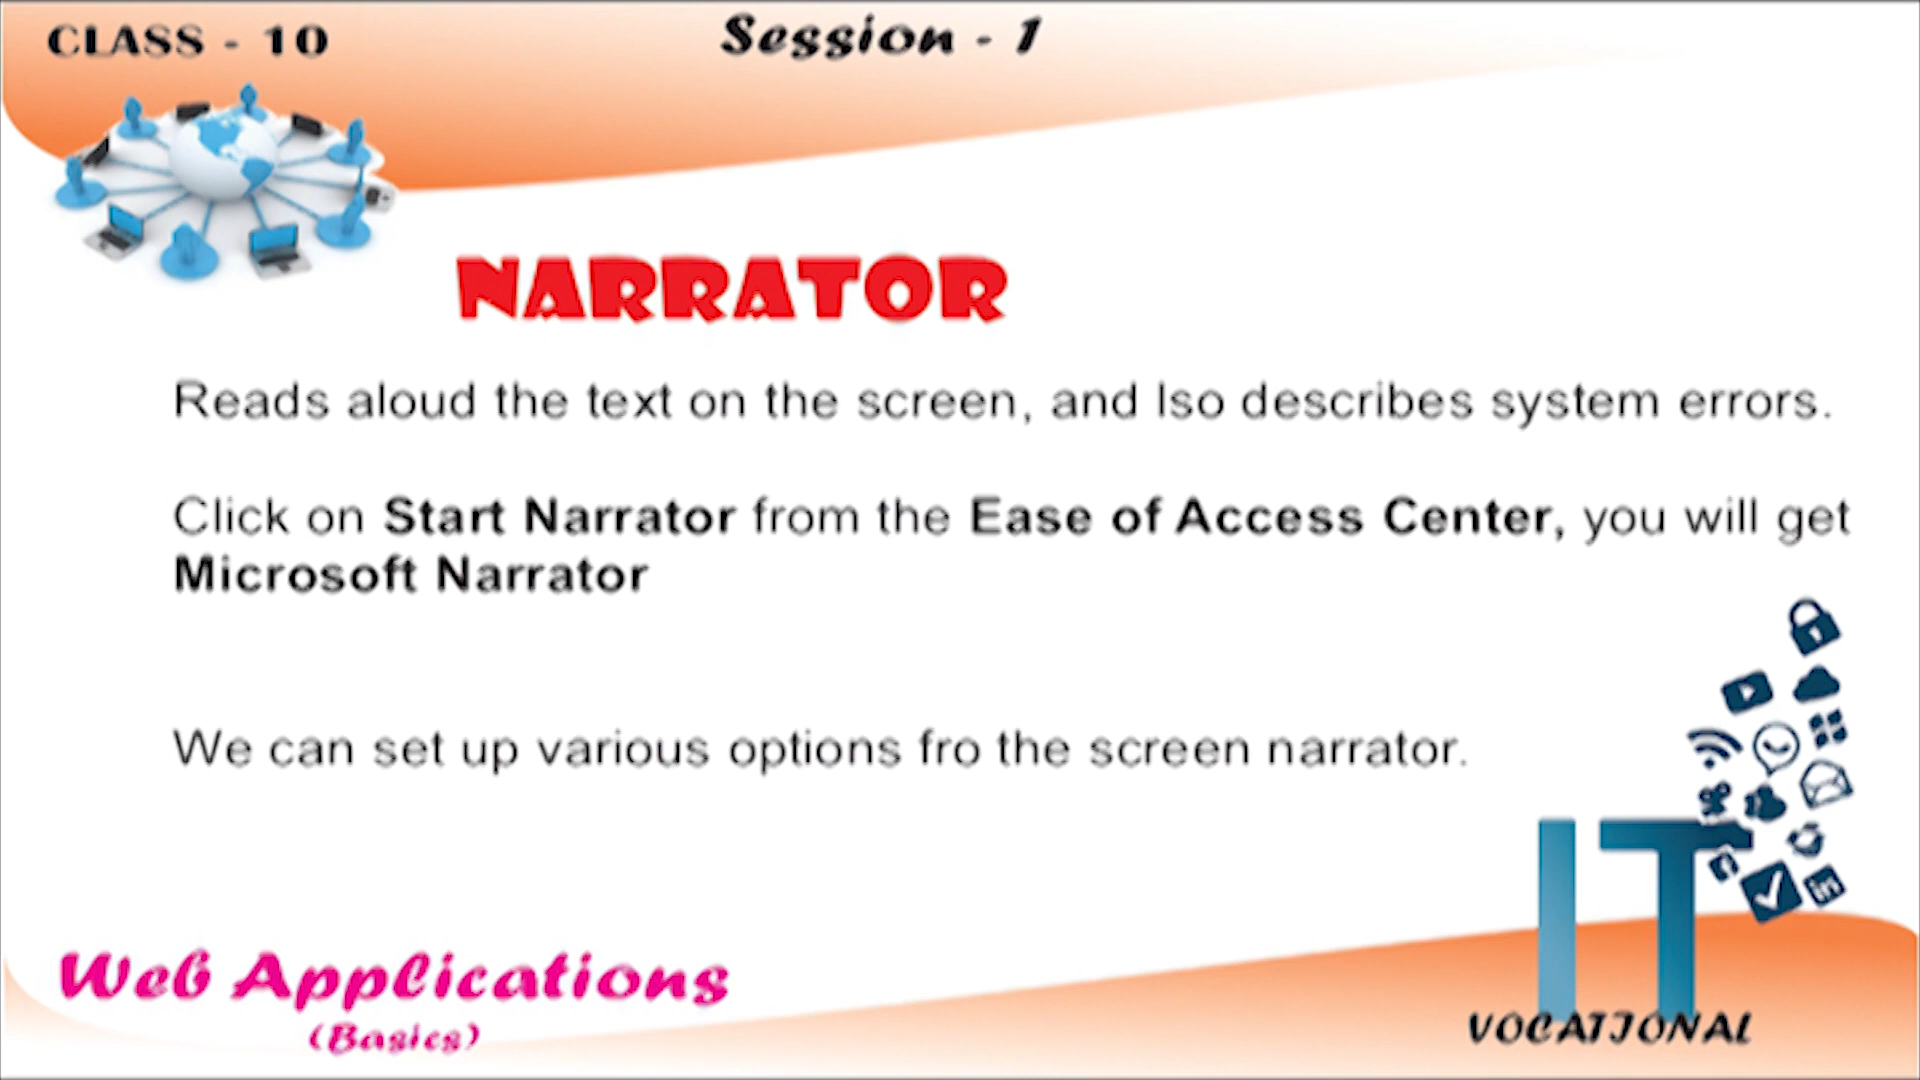 CLASS - 10
Session - 1
NARRATOR
Reads aloud the text on the screen, and lso describes system errors.
Click on Start Narrator from the Ease of Access Center, you will get
Microsoft Narrator
We can set up various options fro the screen narrator.
IT
in
Web Applications
(Basics)
VOCATIONAL